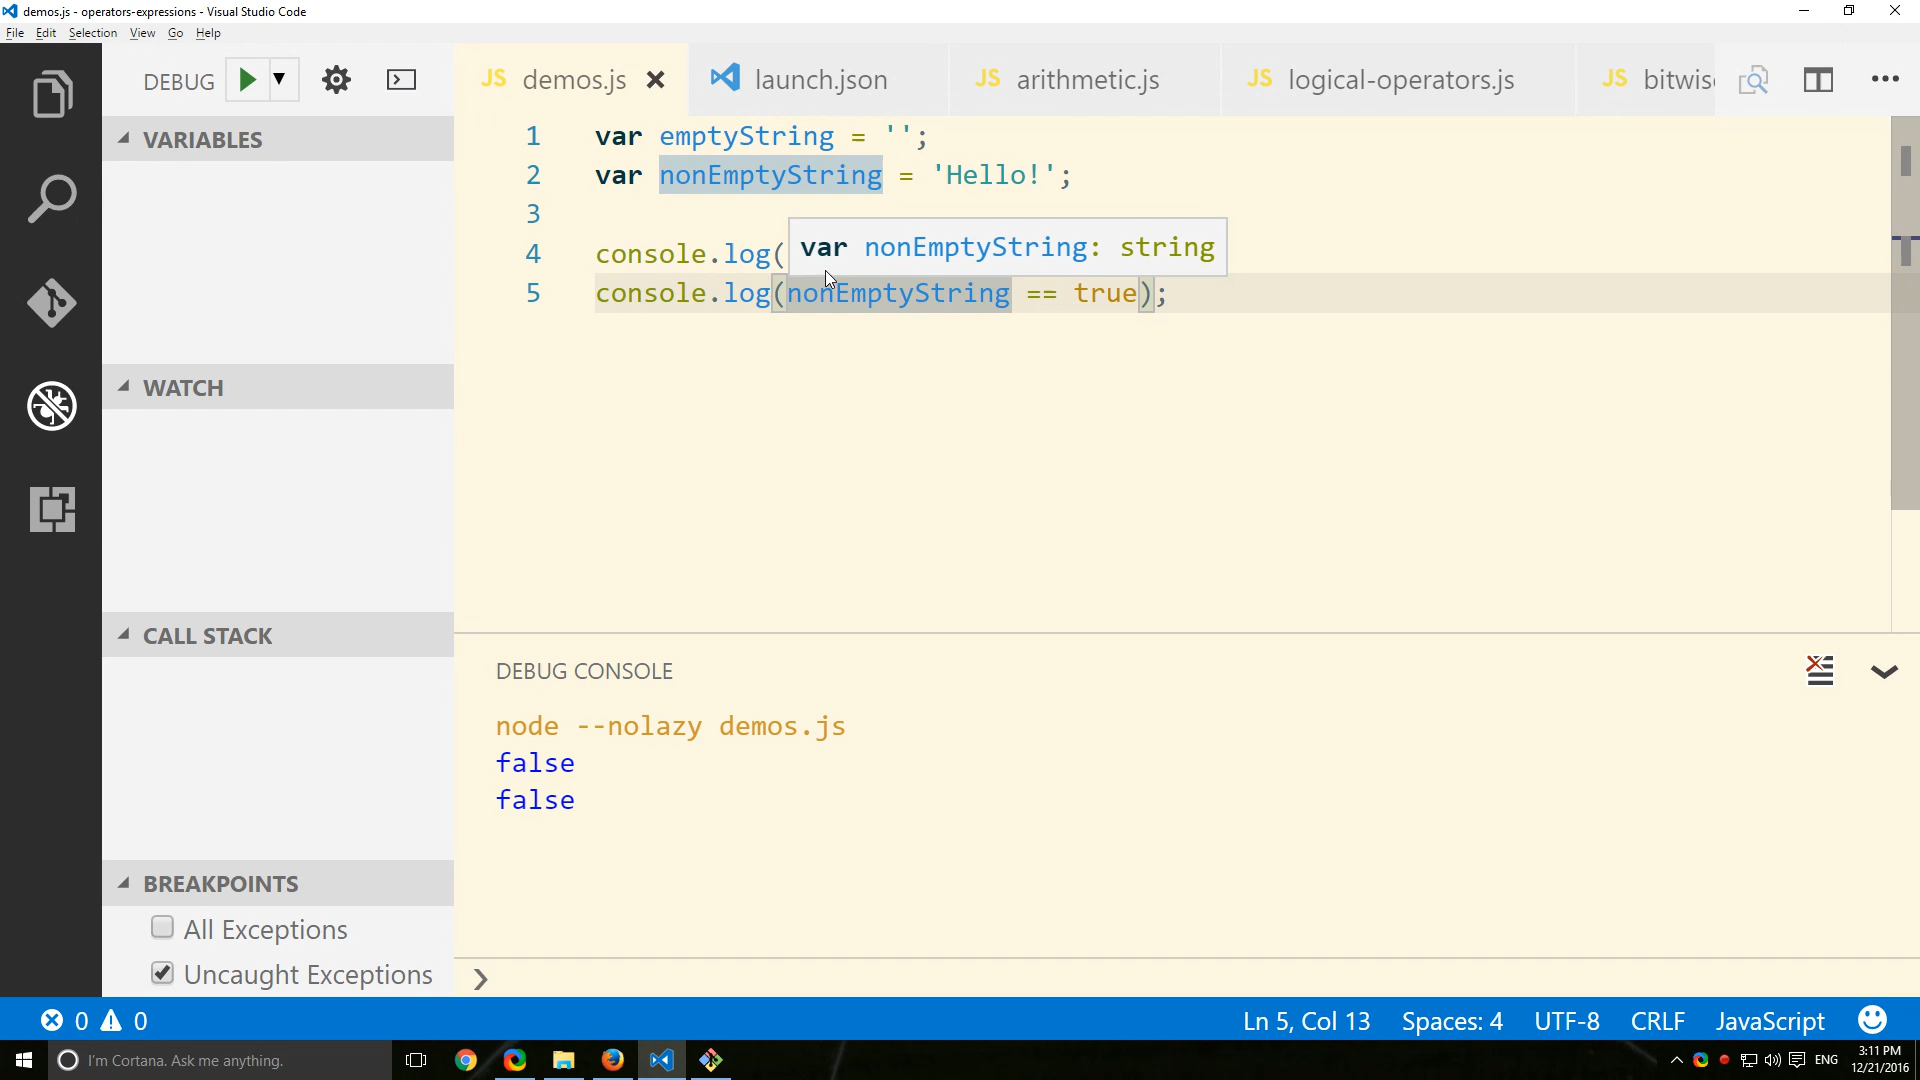 demos.js - operators-expressions - Visual Studio Code
File Edit Selection View Go Help
DEBUG
JS demos.js
launch.json
JS arithmetic.js
JS logical-operators.js
JS bitwis
VARIABLES
WATCH
CALL STACK
BREAKPOINTS
All Exceptions
Uncaught Exceptions
1 var emptyString = '';
2 var nonEmptyString = 'Hello!';
3
var nonEmptyString: string
4 console.log(
5 console.log(nonEmptyString == true);
DEBUG CONSOLE
node --nolazy demos.js
false
false
0 0
Ln 5, Col 13 Spaces: 4 UTF-8 CRLF JavaScript
I'm Cortana. Ask me anything.
ENG
3:11 PM
12/21/2016